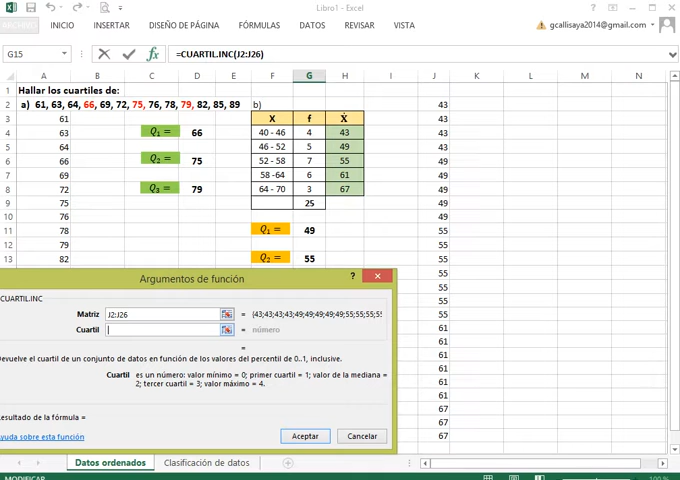 Libro1 - Excel
ARCHIVO INICIO INSERTAR DISEÑO DE PÁGINA FÓRMULAS DATOS REVISAR VISTA gcallisaya2014@gmail.com
G15 fx =CUARTIL.INC(J2:J26)
A B C D E F G H I J K L M N
1 Hallar los cuartiles de:
2 a) 61, 63, 64, 66, 69, 72, 75, 76, 78, 79, 82, 85, 89 b) 43
3 61 X f Ẋ 43
4 63 Q₁ = 66 40 - 46 4 43 43
5 64 46 - 52 5 49 43
6 66 Q₂ = 75 52 - 58 7 55 49
7 69 58 -64 6 61 49
8 72 Q₃ = 79 64 - 70 3 67 49
9 75 25 49
10 76 49
11 78 Q₁ = 49 55
12 79 55
13 82 Q₂ = 55 55
55
55
55
55
61
61
61
61
61
61
67
67
67
Argumentos de función ?
CUARTIL.INC
Matriz J2:J26 = {43;43;43;43;49;49;49;49;49;55;55;55;5
Cuartil = número
=
Devuelve el cuartil de un conjunto de datos en función de los valores del percentil de 0..1, inclusive.
Cuartil es un número: valor mínimo = 0; primer cuartil = 1; valor de la mediana =
2; tercer cuartil = 3; valor máximo = 4.
Resultado de la fórmula =
Ayuda sobre esta función Aceptar Cancelar
Datos ordenados Clasificación de datos
MODIFICAR 100 %